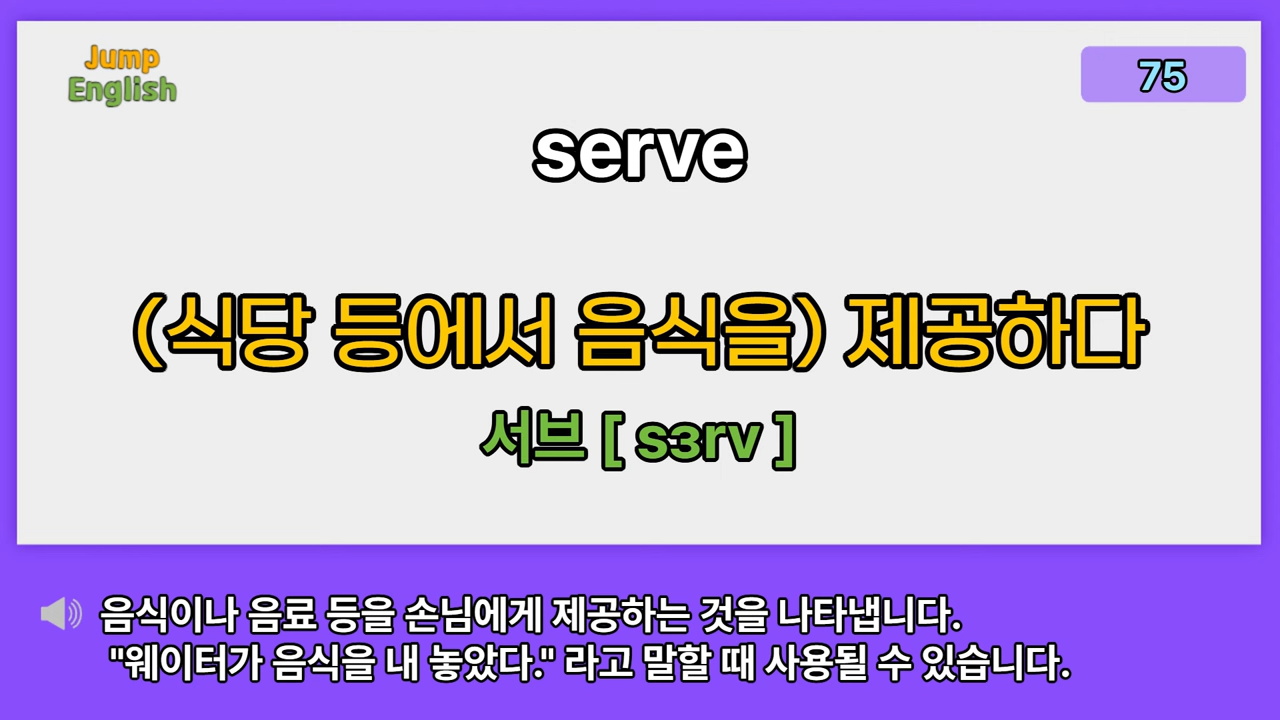 Jump
English
75
serve
(식당 등에서 음식을) 제공하다
서브 [ sɜrv ]
음식이나 음료 등을 손님에게 제공하는 것을 나타냅니다.
"웨이터가 음식을 내 놓았다." 라고 말할 때 사용될 수 있습니다.